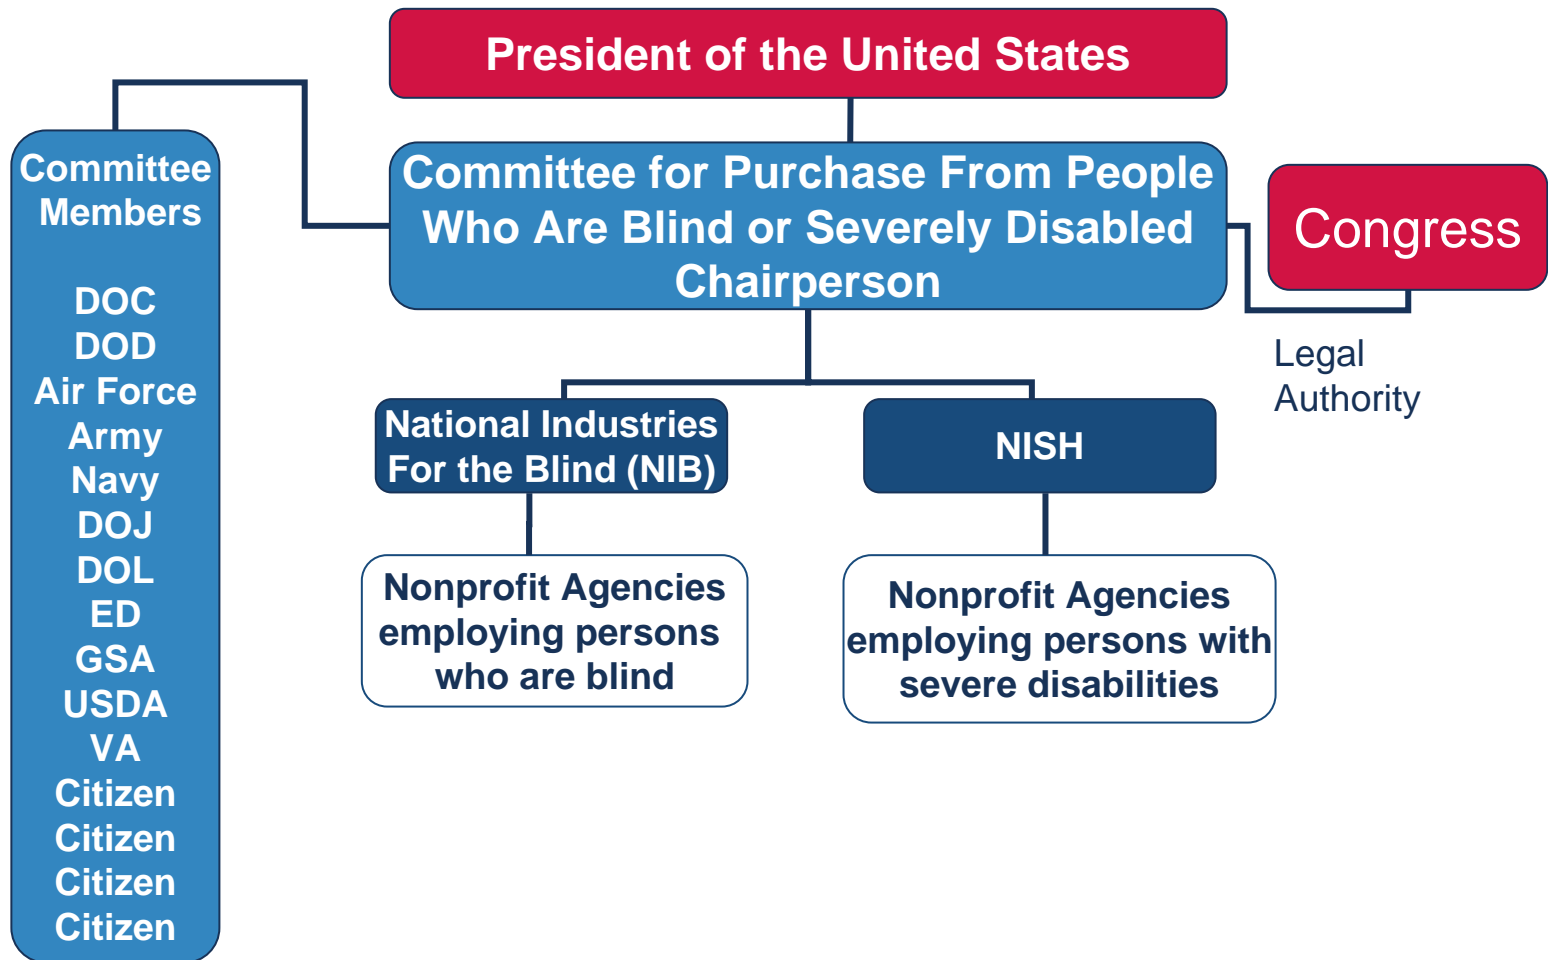 President of the United States
Committee for Purchase From People
Who Are Blind or Severely Disabled
Chairperson
Congress
Legal
Authority
Committee
Members
DOC
DOD
Air Force
Army
Navy
DOJ
DOL
ED
GSA
USDA
VA
Citizen
Citizen
Citizen
Citizen
National Industries
For the Blind (NIB)
NISH
Nonprofit Agencies
employing persons
who are blind
Nonprofit Agencies
employing persons with
severe disabilities